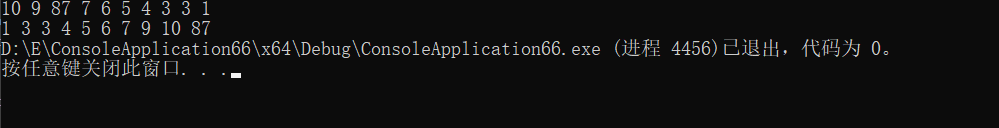 10 9 87 7 6 5 4 3 3 1
1 3 3 4 5 6 7 9 10 87
D:\E\ConsoleApplication66\x64\Debug\ConsoleApplication66.exe (进程 4456)已退出，代码为 0。
按任意键关闭此窗口. . .